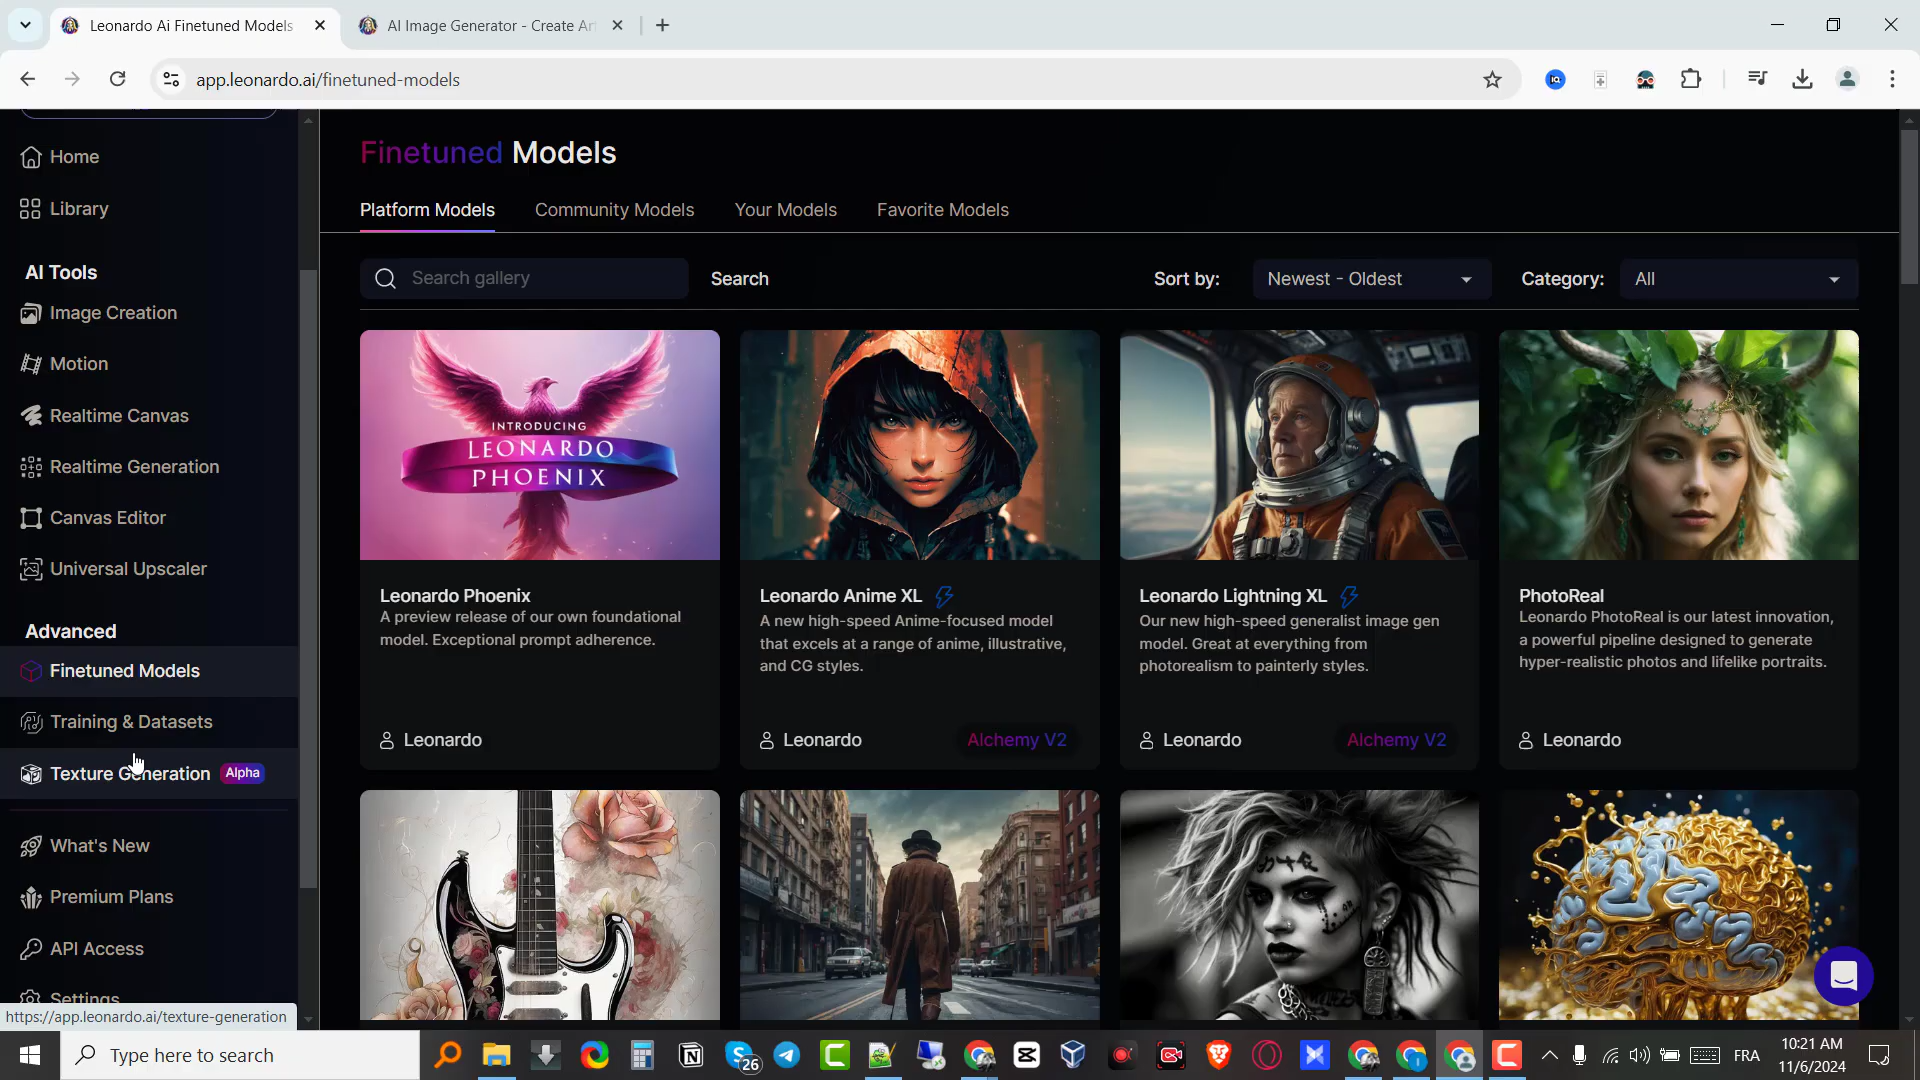 Leonardo Ai Finetuned Models
AI Image Generator - Create Ar
app.leonardo.ai/finetuned-models
Home
Library
AI Tools
Image Creation
Motion
Realtime Canvas
Realtime Generation
Canvas Editor
Universal Upscaler
Advanced
Finetuned Models
Training & Datasets
Texture Generation Alpha
What's New
Premium Plans
API Access
Settings
https://app.leonardo.ai/texture-generation
Finetuned Models
Platform Models Community Models Your Models Favorite Models
Search gallery Search Sort by: Newest - Oldest Category: All
INTRODUCING
LEONARDO
PHOENIX
Leonardo Phoenix
A preview release of our own foundational
model. Exceptional prompt adherence.
Leonardo
Leonardo Anime XL
A new high-speed Anime-focused model
that excels at a range of anime, illustrative,
and CG styles.
Leonardo Alchemy V2
Leonardo Lightning XL
Our new high-speed generalist image gen
model. Great at everything from
photorealism to painterly styles.
Leonardo Alchemy V2
PhotoReal
Leonardo PhotoReal is our latest innovation,
a powerful pipeline designed to generate
hyper-realistic photos and lifelike portraits.
Leonardo
Type here to search
26
FRA
10:21 AM
11/6/2024